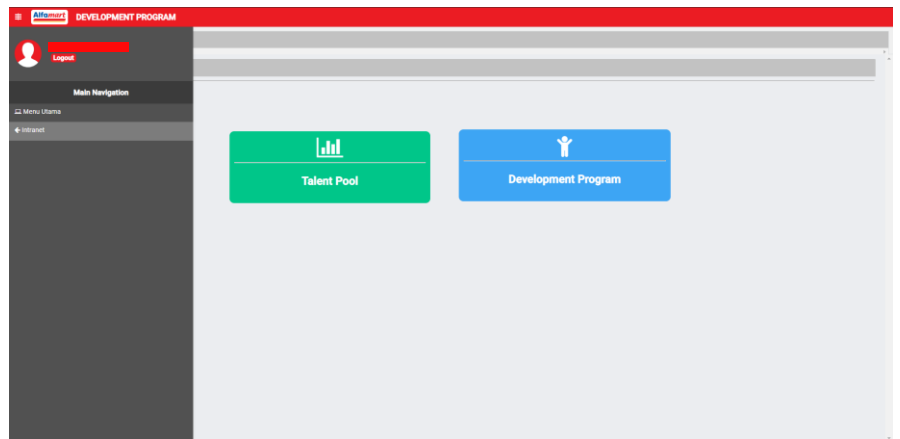 Alfamart DEVELOPMENT PROGRAM
Logout
Main Navigation
Menu Utama
Intranet
Talent Pool
Development Program